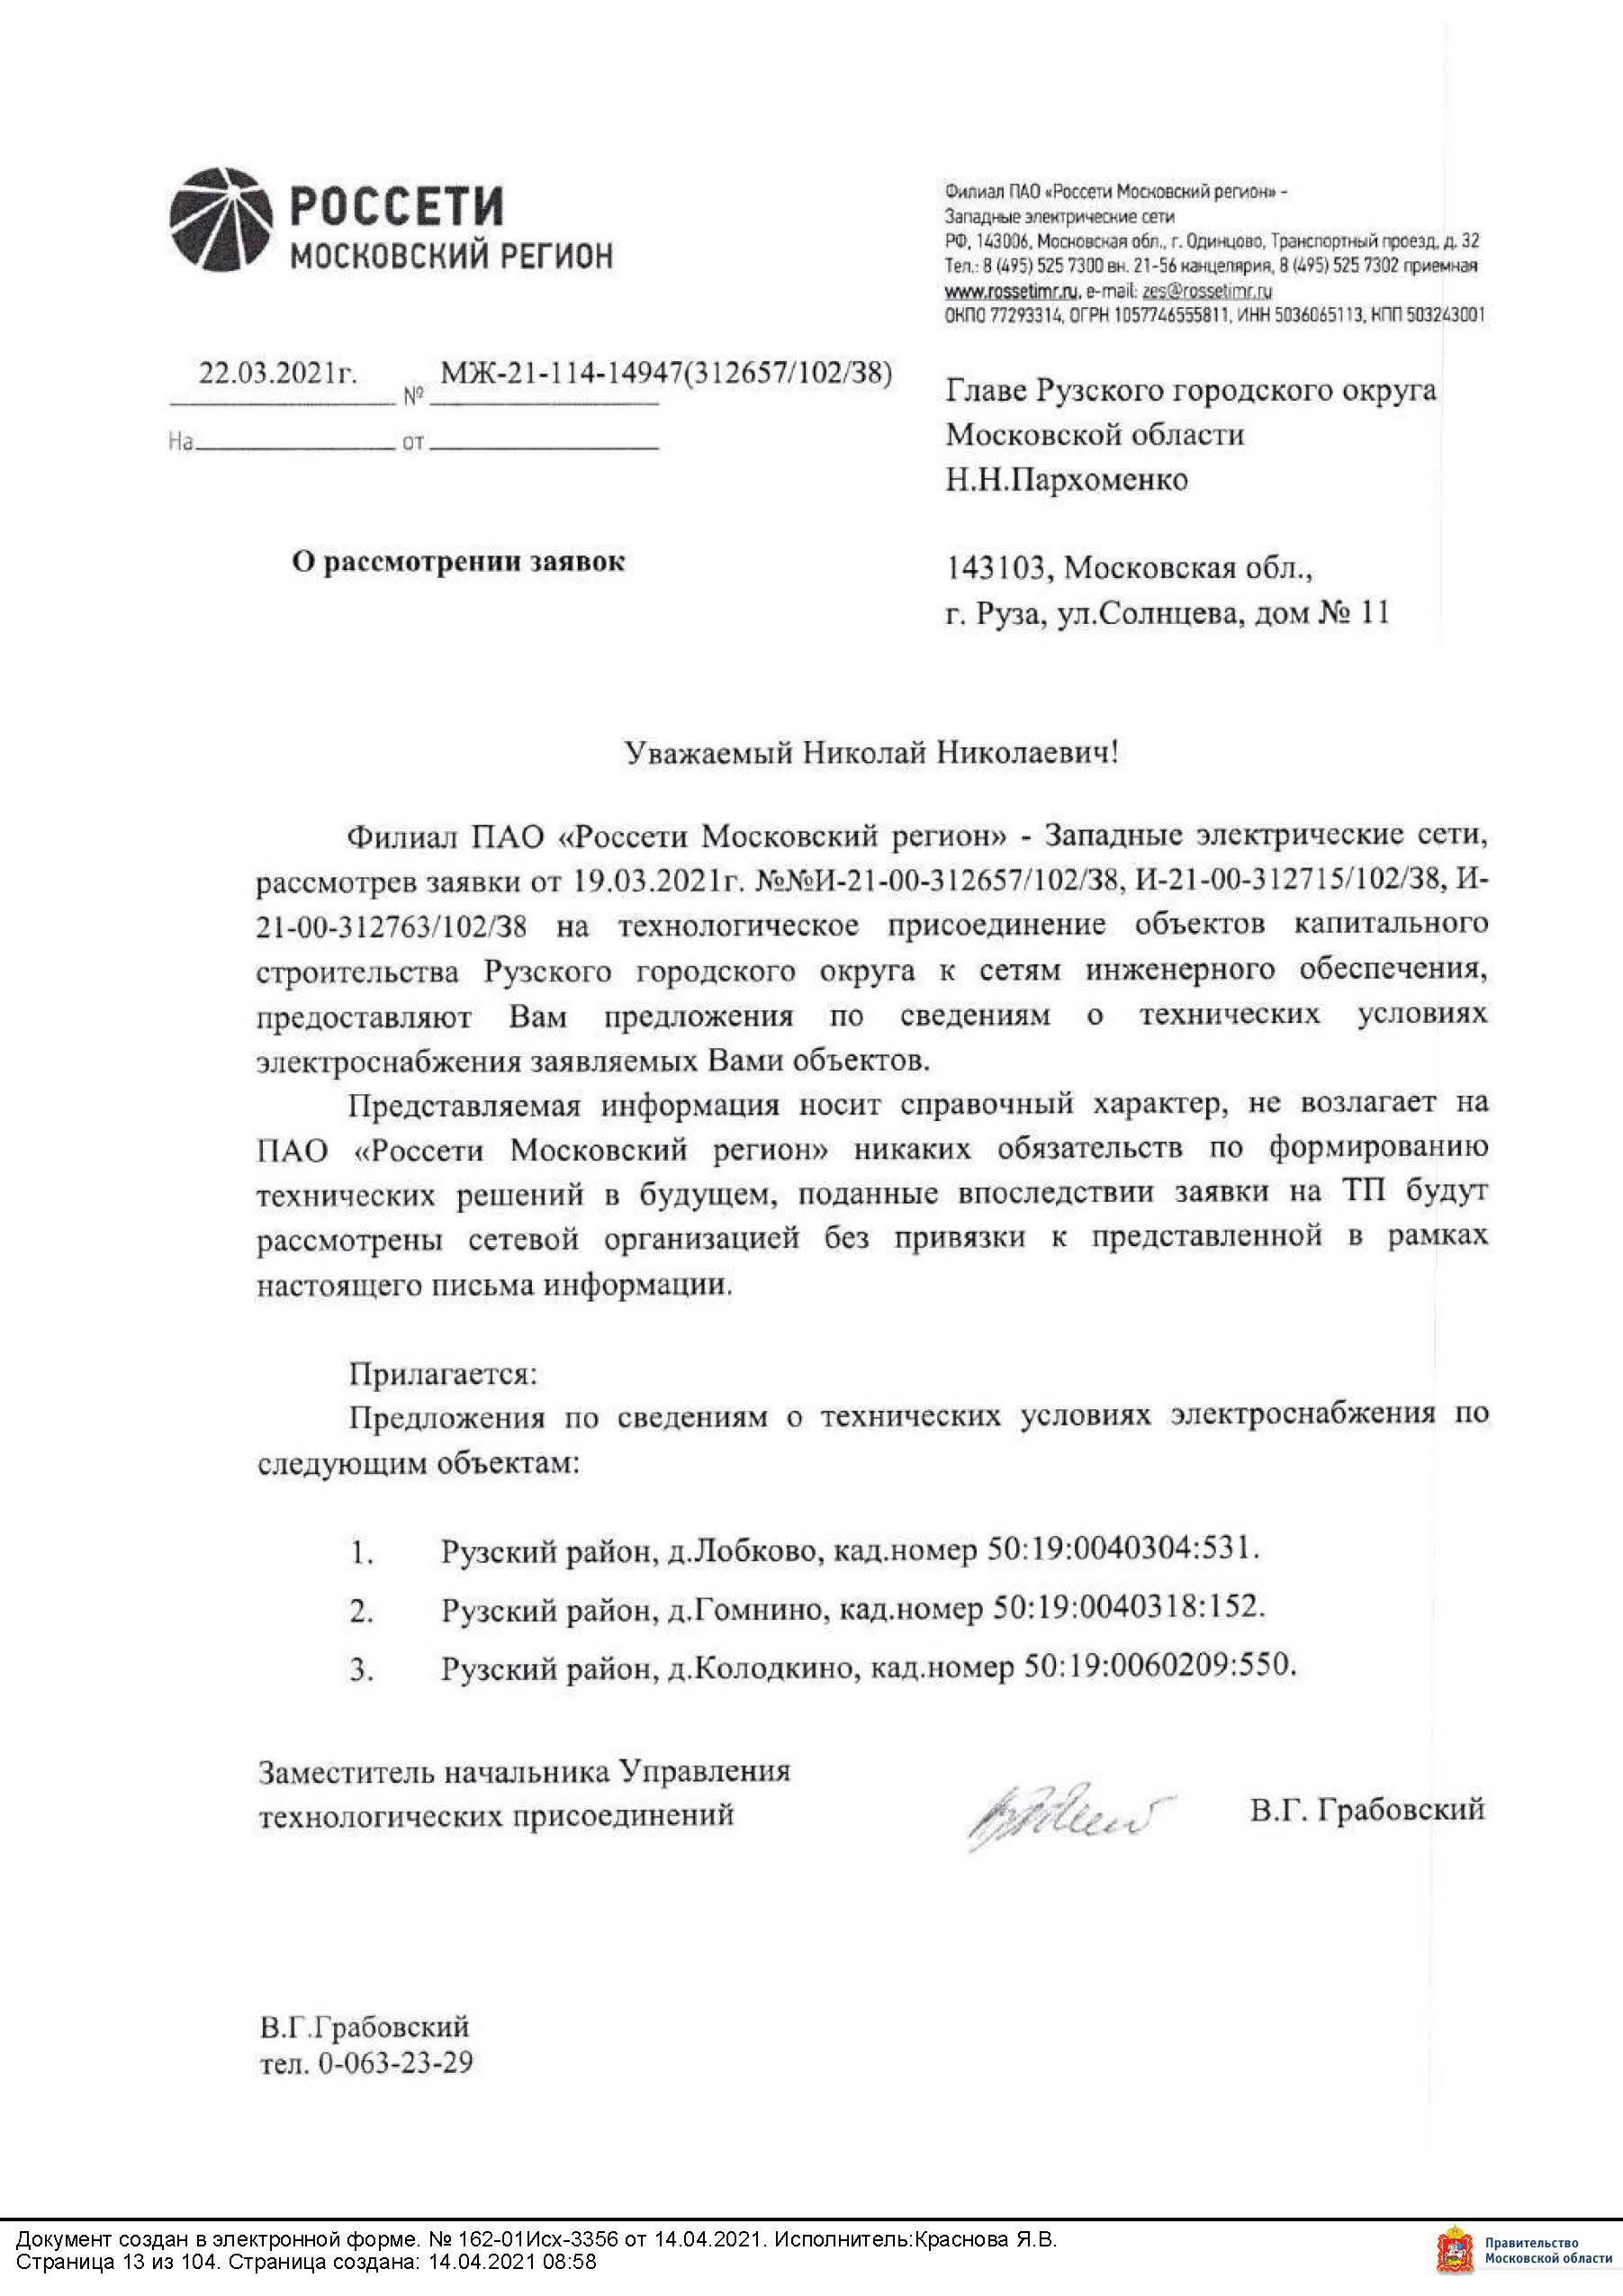 РОССЕТИ
МОСКОВСКИЙ РЕГИОН
Филиал ПАО «Россети Московский регион» -
Западные электрические сети
РФ, 143006, Московская обл., г. Одинцово, Транспортный проезд, д. 32
Тел.: 8 (495) 525 7300 вн. 21-56 канцелярия, 8 (495) 525 7302 приемная
www.rossetimr.ru, e-mail: zes@rossetimr.ru
ОКПО 77293314, ОГРН 1057746555811, ИНН 5036065113, КПП 503243001
22.03.2021г. № МЖ-21-114-14947(312657/102/З8)
На от
Главе Рузского городского округа
Московской области
Н.Н.Пархоменко
О рассмотрении заявок
143103, Московская обл.,
г. Руза, ул.Солнцева, дом № 11
Уважаемый Николай Николаевич!
Филиал ПАО «Россети Московский регион» - Западные электрические сети,
рассмотрев заявки от 19.03.2021г. №№И-21-00-312657/102/З8, И-21-00-312715/102/З8, И-
21-00-312763/102/З8 на технологическое присоединение объектов капитального
строительства Рузского городского округа к сетям инженерного обеспечения,
предоставляют Вам предложения по сведениям о технических условиях
электроснабжения заявляемых Вами объектов.
Представляемая информация носит справочный характер, не возлагает на
ПАО «Россети Московский регион» никаких обязательств по формированию
технических решений в будущем, поданные впоследствии заявки на ТП будут
рассмотрены сетевой организацией без привязки к представленной в рамках
настоящего письма информации.
Прилагается:
Предложения по сведениям о технических условиях электроснабжения по
следующим объектам:
1. Рузский район, д.Лобково, кад.номер 50:19:0040304:531.
2. Рузский район, д.Гомнино, кад.номер 50:19:0040318:152.
3. Рузский район, д.Колодкино, кад.номер 50:19:0060209:550.
Заместитель начальника Управления
технологических присоединений
В.Г. Грабовский
В.Г.Грабовский
тел. 0-063-23-29
Документ создан в электронной форме. № 162-01Исх-3356 от 14.04.2021. Исполнитель:Краснова Я.В.
Страница 13 из 104. Страница создана: 14.04.2021 08:58
Правительство
Московской области